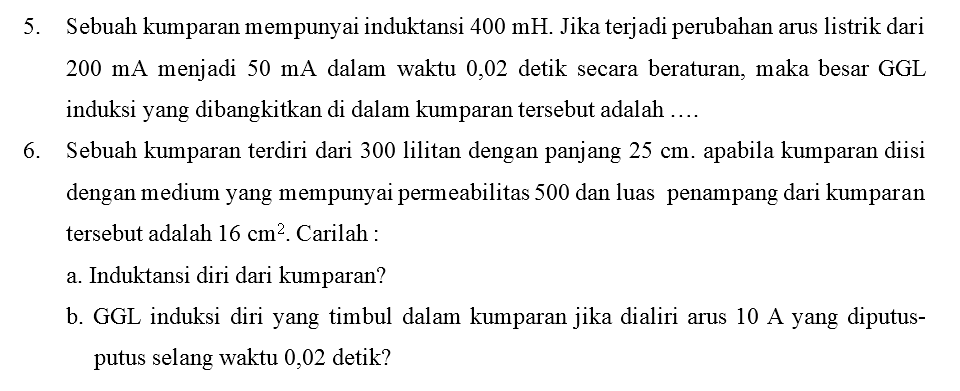 5. Sebuah kumparan mempunyai induktansi 400 mH. Jika terjadi perubahan arus listrik dari
200 mA menjadi 50 mA dalam waktu 0,02 detik secara beraturan, maka besar GGL
induksi yang dibangkitkan di dalam kumparan tersebut adalah ….
6. Sebuah kumparan terdiri dari 300 lilitan dengan panjang 25 cm. apabila kumparan diisi
dengan medium yang mempunyai permeabilitas 500 dan luas penampang dari kumparan
tersebut adalah 16 cm². Carilah :
a. Induktansi diri dari kumparan?
b. GGL induksi diri yang timbul dalam kumparan jika dialiri arus 10 A yang diputus-
putus selang waktu 0,02 detik?